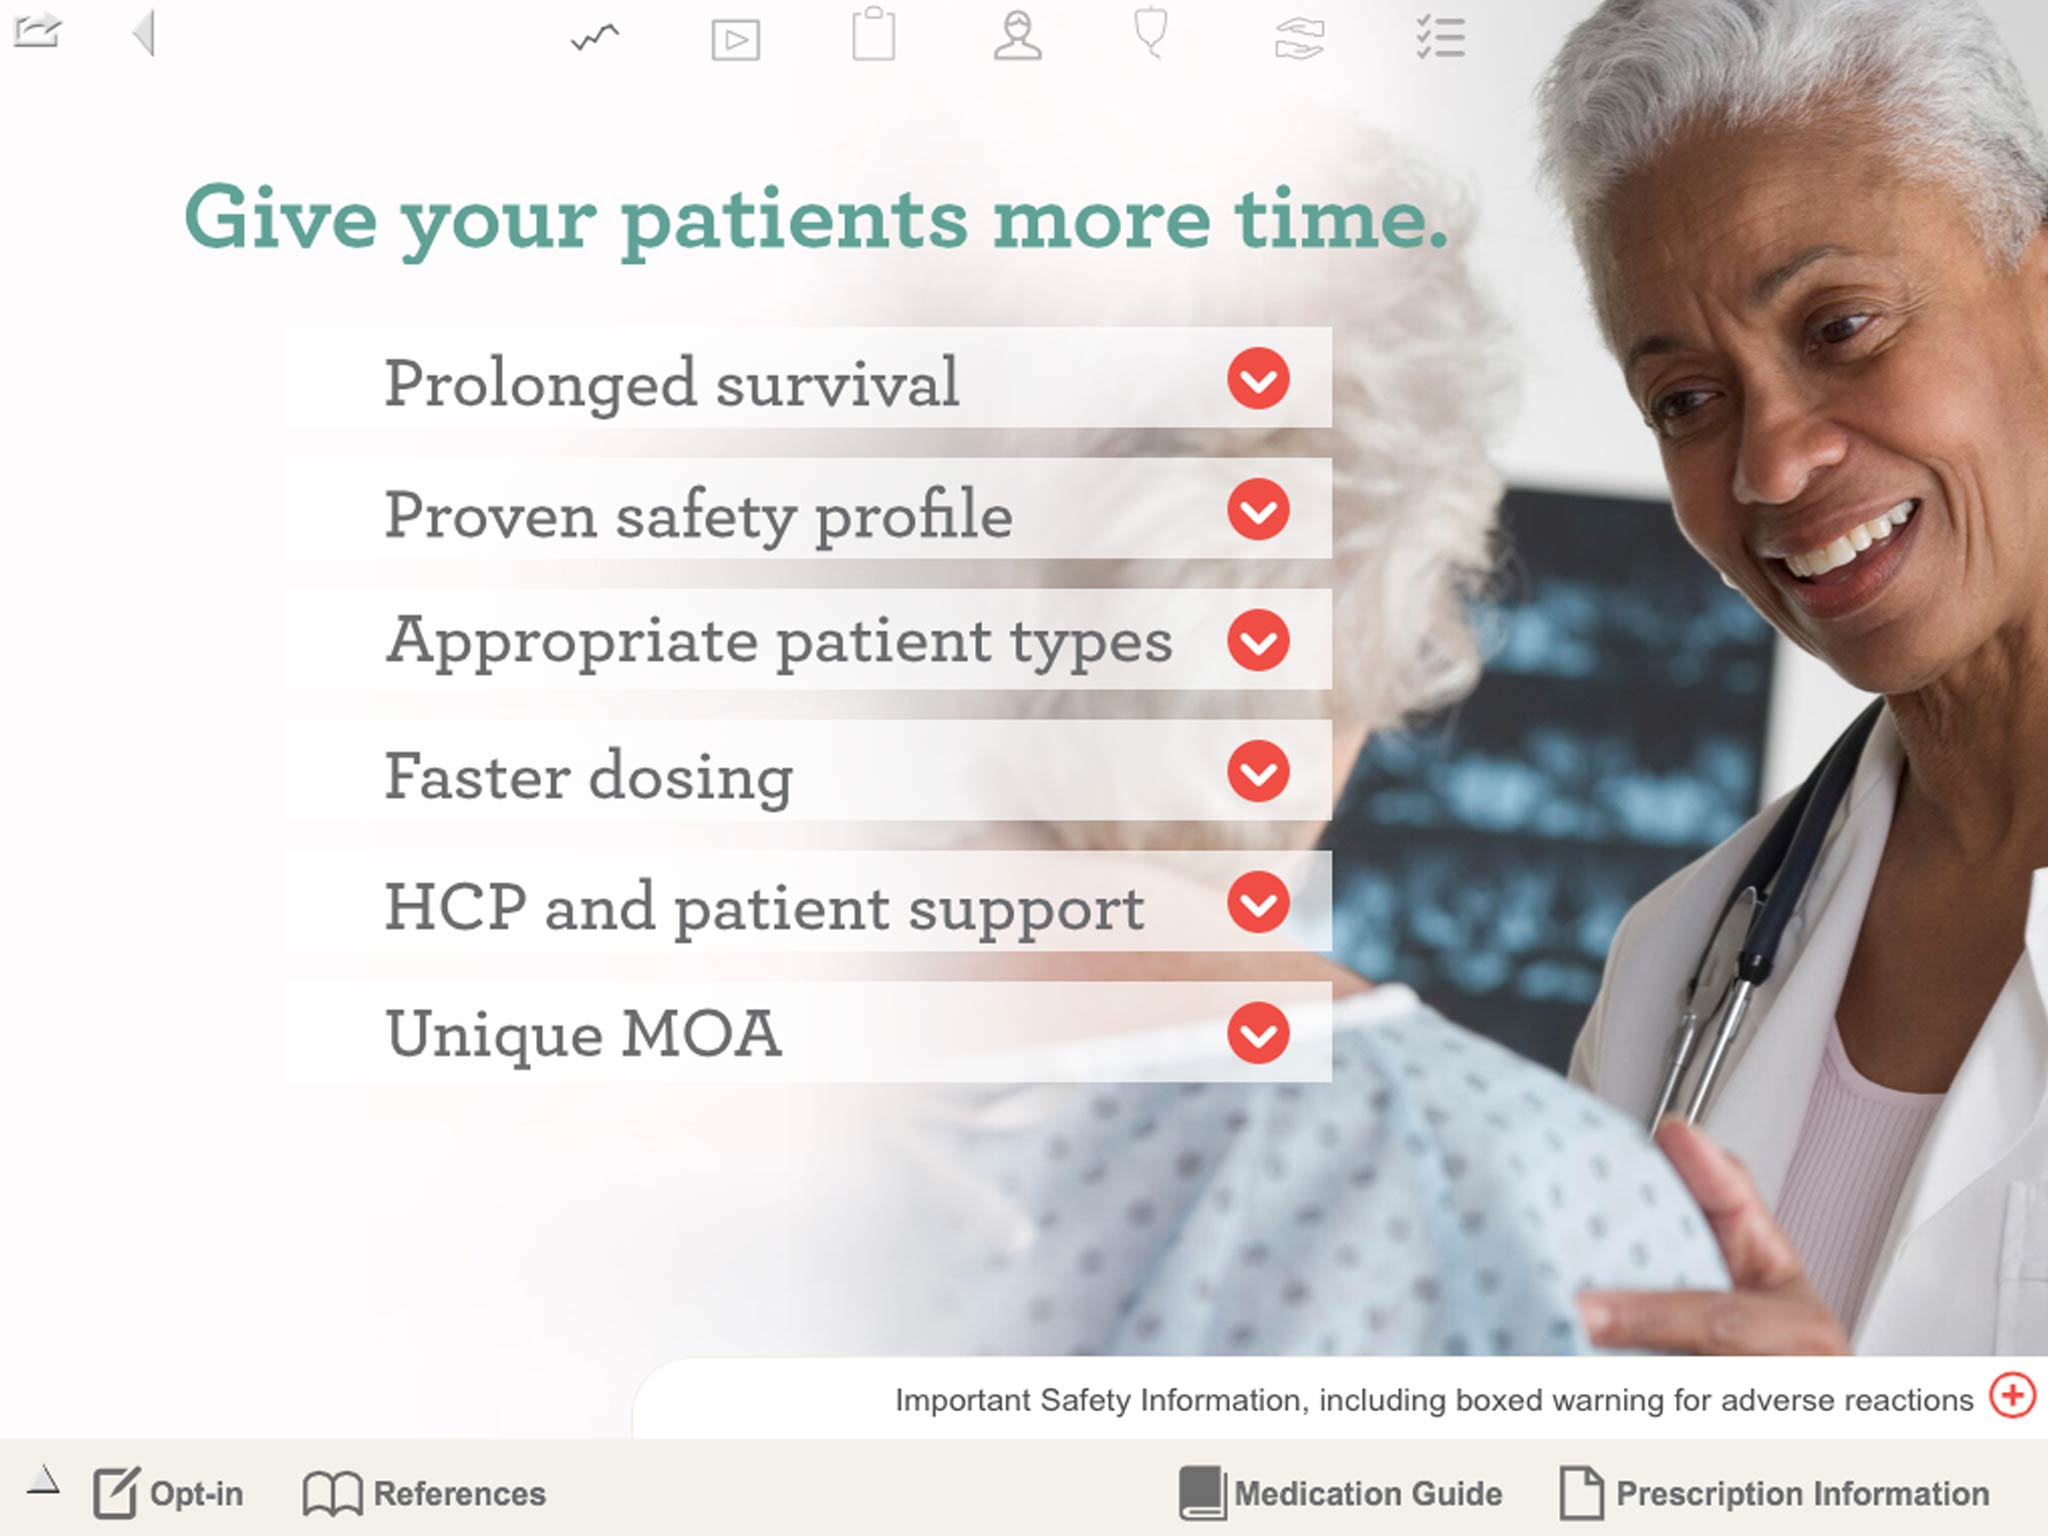 Give your patients more time.
Prolonged survival
Proven safety profile
Appropriate patient types
Faster dosing
HCP and patient support
Unique MOA
Important Safety Information, including boxed warning for adverse reactions
Opt-in
References
Medication Guide
Prescription Information